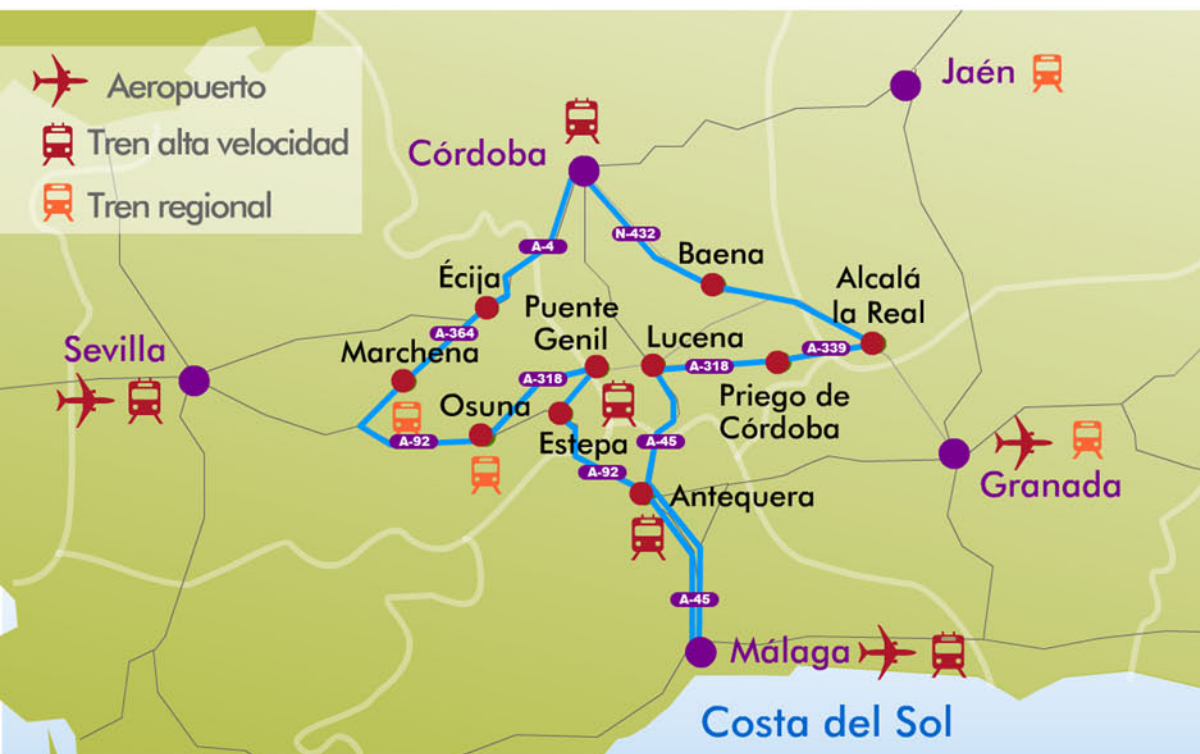 Aeropuerto
Tren alta velocidad
Tren regional
Jaén
Córdoba
A-4
N-432
Baena
Écija
Alcalá
la Real
Puente
Genil
A-364
Lucena
Sevilla
Marchena
A-339
A-318
A-318
Osuna
Priego de
Córdoba
A-92
Estepa
A-45
A-92
Granada
Antequera
A-45
Málaga
Costa del Sol